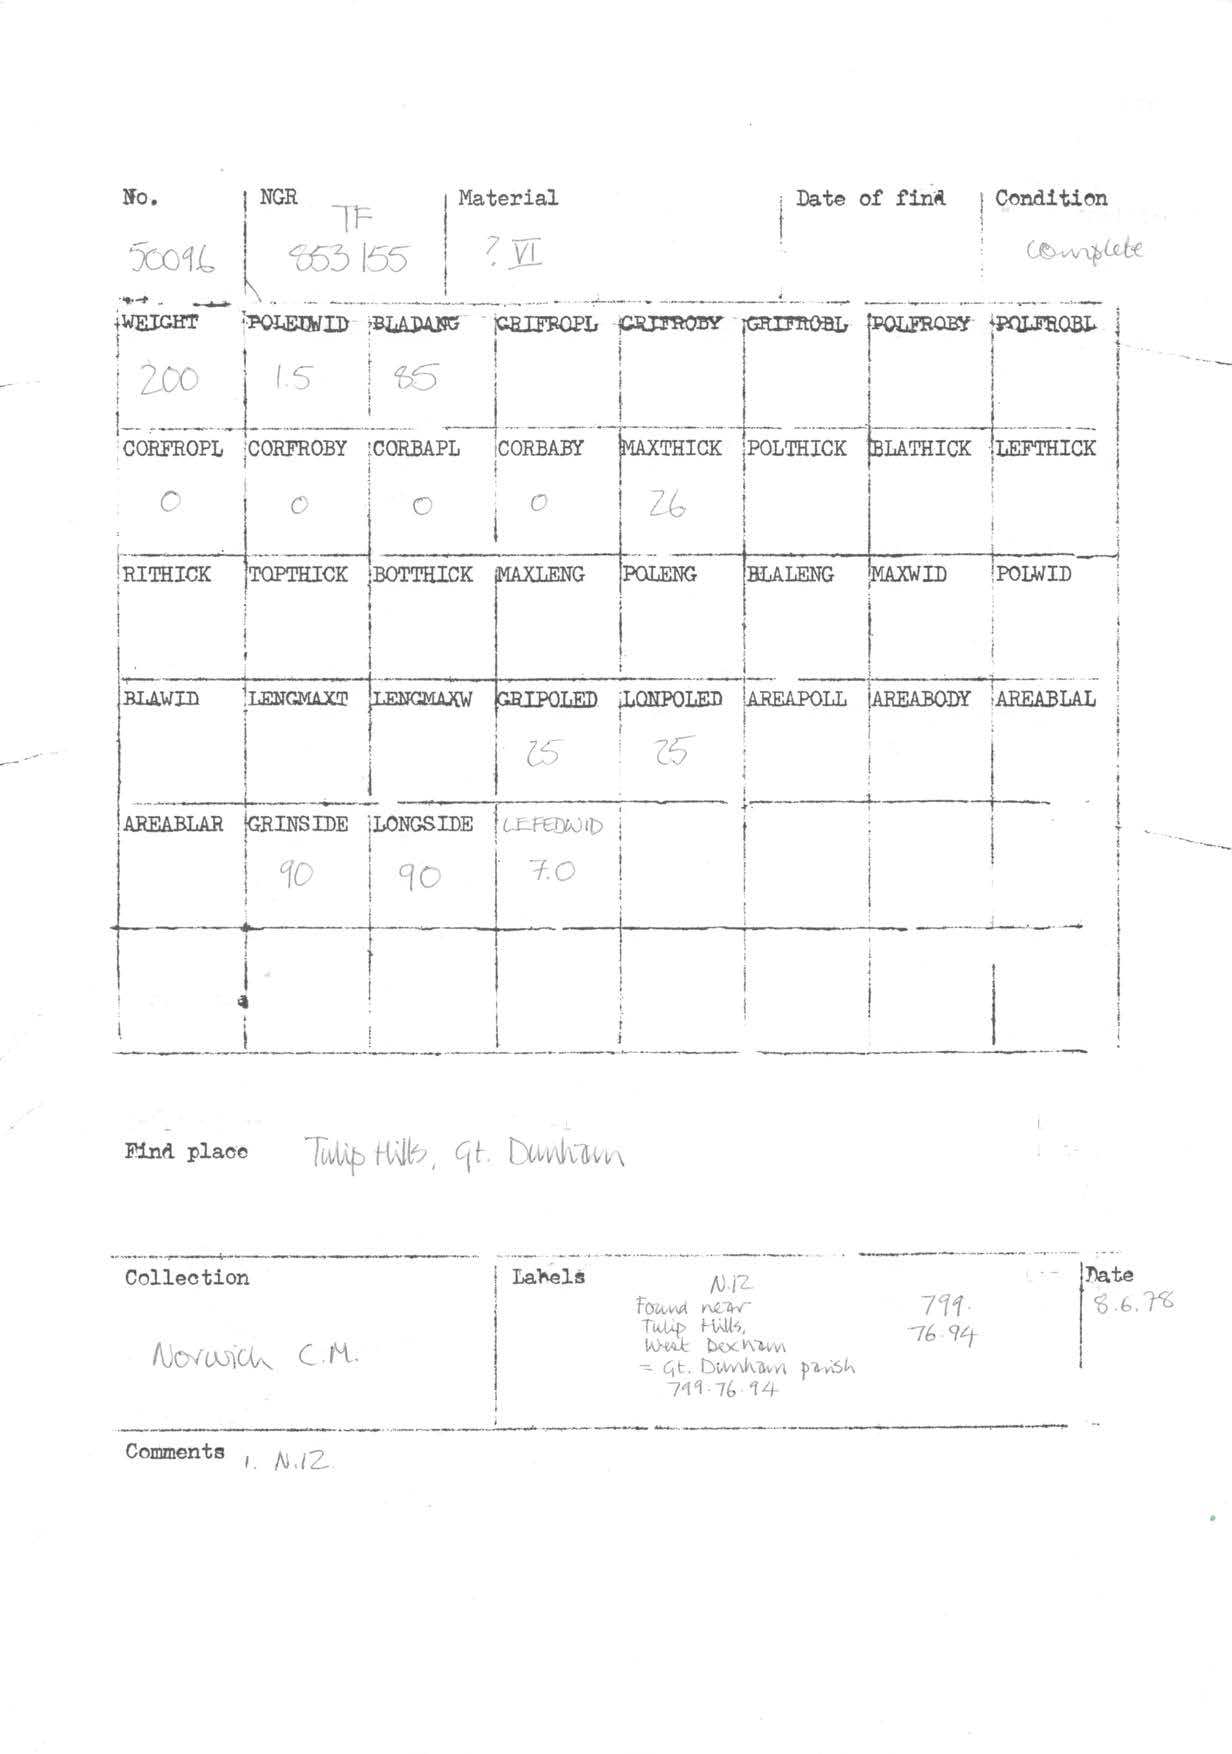 No. NGR Material Date of find Condition
TF
50096 853 155 ? VI complete
WEIGHT POLEDWID BLADANG GRIFROPL GRIFROBY GRIFROBL POLFROBY POLFROBL
200 1.5 85
CORFROPL CORFROBY CORBAPL CORBABY MAXTHICK POLTHICK BLATHICK LEFTHICK
0 0 0 0 26
RITHICK TOPTHICK BOTTHICK MAXLENG POLENG BLALENG MAXWID POLWID
BLAWID LENGMAXT LENGMAXW GRIPOLED LONPOLED AREAPOLL AREABODY AREABLAL
25 25
AREABLAR GRINSIDE LONGSIDE LEFEDWID
90 90 7.0
Find place Tulip Hills, Gt. Dunham
Collection Labels Date
N.12
Found near 799. 8.6.78
Tulip Hills, 76.94
West Dexham
Norwich C.M.
= Gt. Dunham parish
799.76.94
Comments 1. N.12.